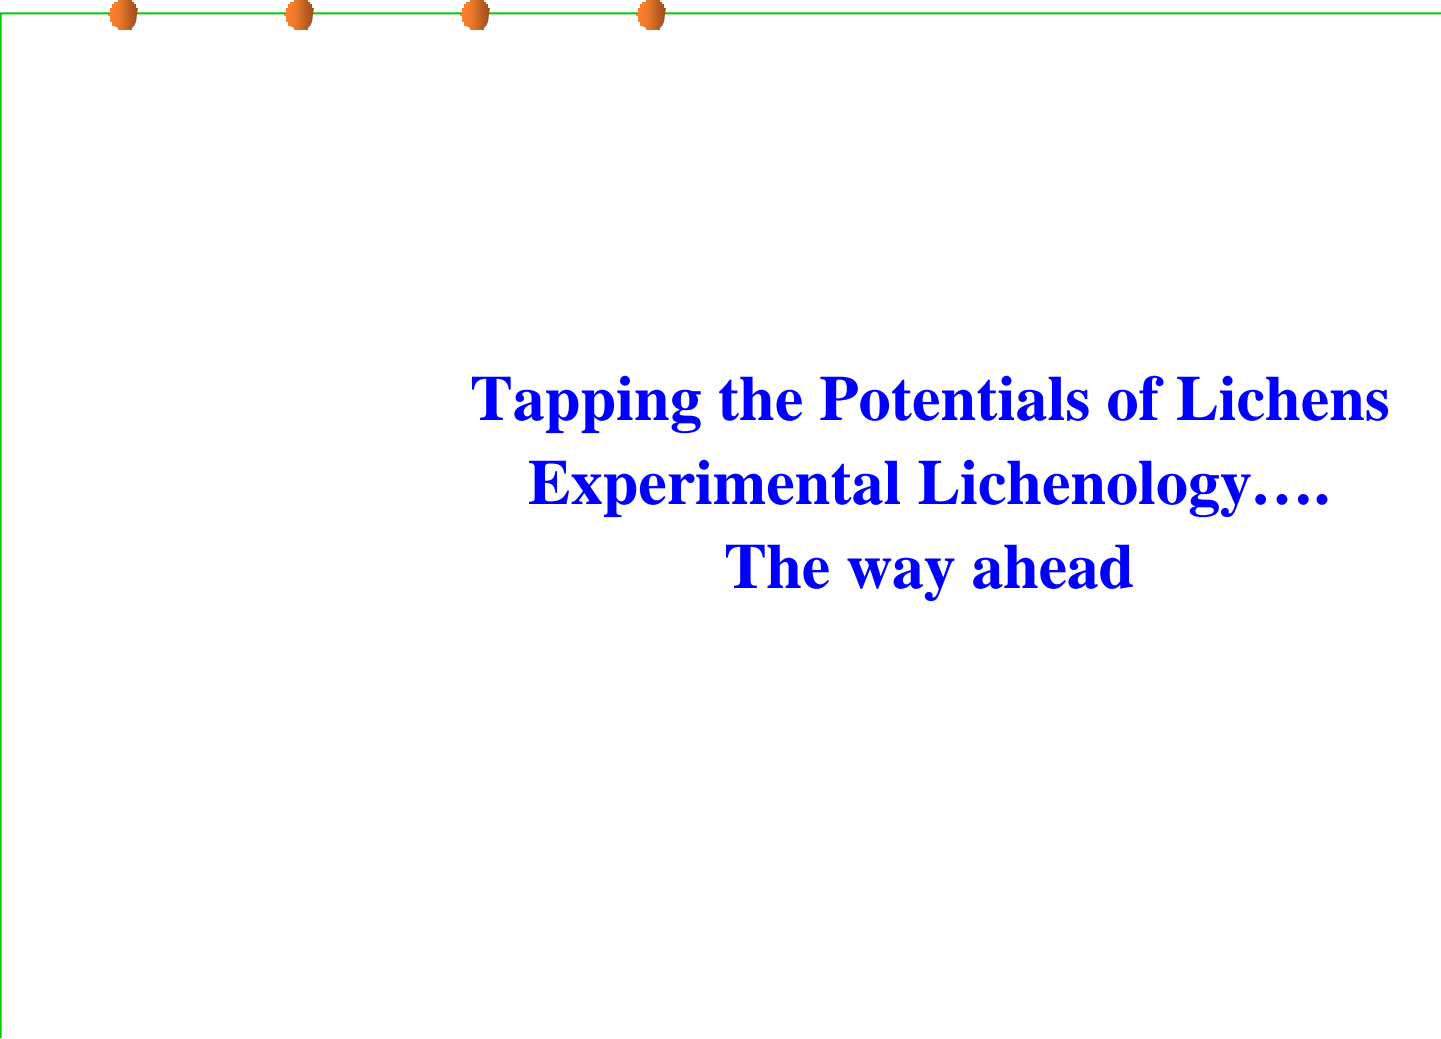 Tapping the Potentials of Lichens
Experimental Lichenology….
The way ahead